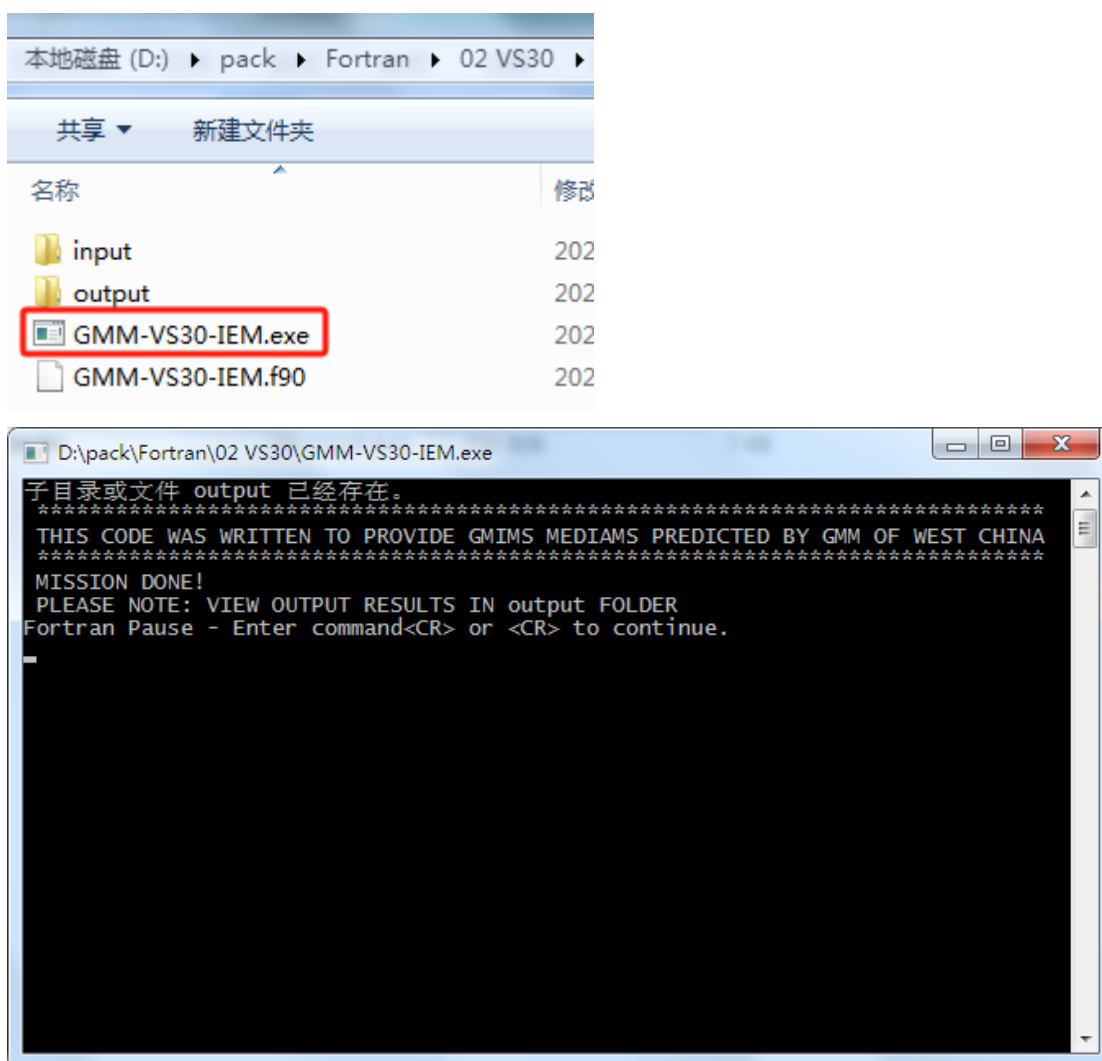 本地磁盘 (D:) ▸ pack ▸ Fortran ▸ 02 VS30 ▸
共享 ▼ 新建文件夹
名称 修改
input 202
output 202
GMM-VS30-IEM.exe 202
GMM-VS30-IEM.f90 202
D:\pack\Fortran\02 VS30\GMM-VS30-IEM.exe
子目录或文件 output 已经存在。
*****************************************************************************
THIS CODE WAS WRITTEN TO PROVIDE GMIMS MEDIAMS PREDICTED BY GMM OF WEST CHINA
*****************************************************************************
MISSION DONE!
PLEASE NOTE: VIEW OUTPUT RESULTS IN output FOLDER
Fortran Pause - Enter command<CR> or <CR> to continue.